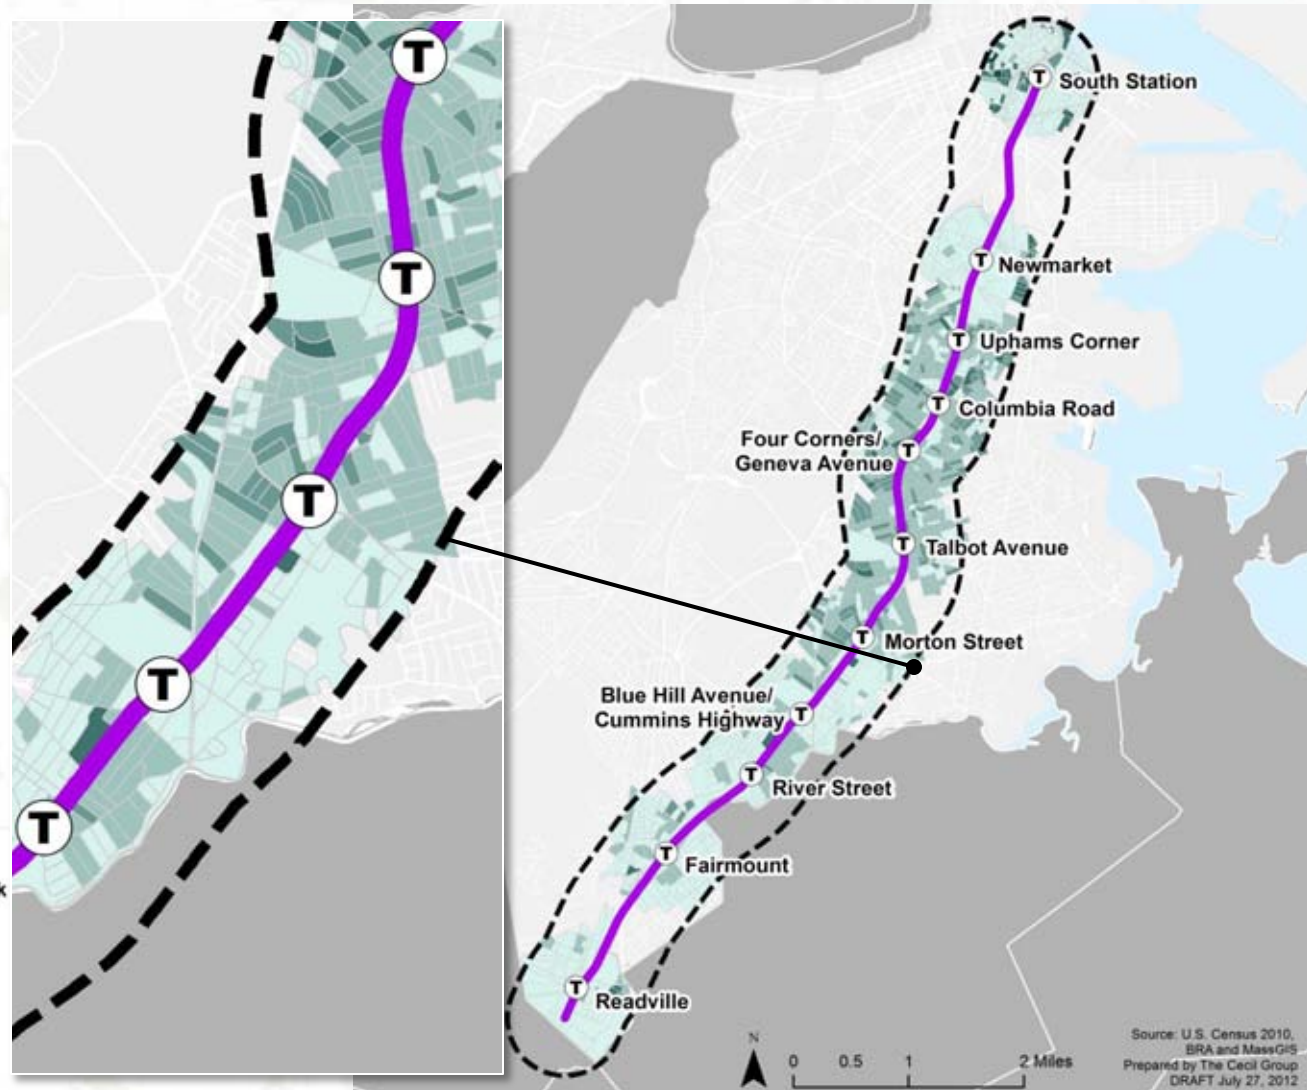 T
T
T
T
T
k
T
South Station
T
Newmarket
T
Uphams Corner
T
Columbia Road
Four Corners/
Geneva Avenue
T
T
Talbot Avenue
T
Morton Street
Blue Hill Avenue/
Cummins Highway
T
T
River Street
T
Fairmount
T
Readville
N
0 0.5 1 2 Miles
Source: U.S. Census 2010,
BRA and MassGIS
Prepared by The Cecil Group
DRAFT July 27, 2012